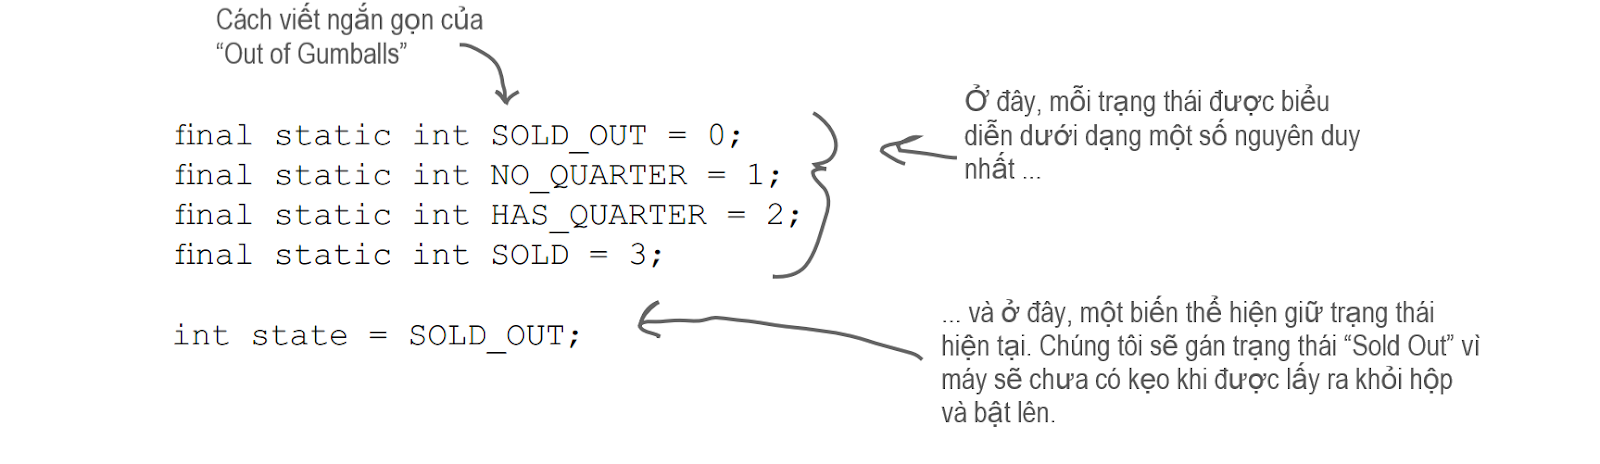 Cách viết ngắn gọn của
“Out of Gumballs”
final static int SOLD_OUT = 0;
final static int NO_QUARTER = 1;
final static int HAS_QUARTER = 2;
final static int SOLD = 3;
Ở đây, mỗi trạng thái được biểu
diễn dưới dạng một số nguyên duy
nhất ...
int state = SOLD_OUT;
... và ở đây, một biến thể hiện giữ trạng thái
hiện tại. Chúng tôi sẽ gán trạng thái “Sold Out” vì
máy sẽ chưa có kẹo khi được lấy ra khỏi hộp
và bật lên.